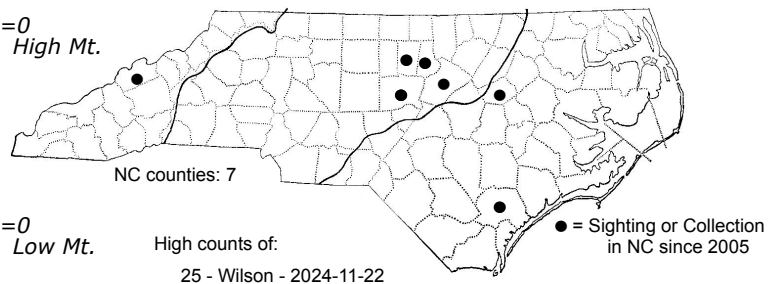 =0
High Mt.
NC counties: 7
=0
Low Mt.
High counts of:
25 - Wilson - 2024-11-22
● = Sighting or Collection
in NC since 2005